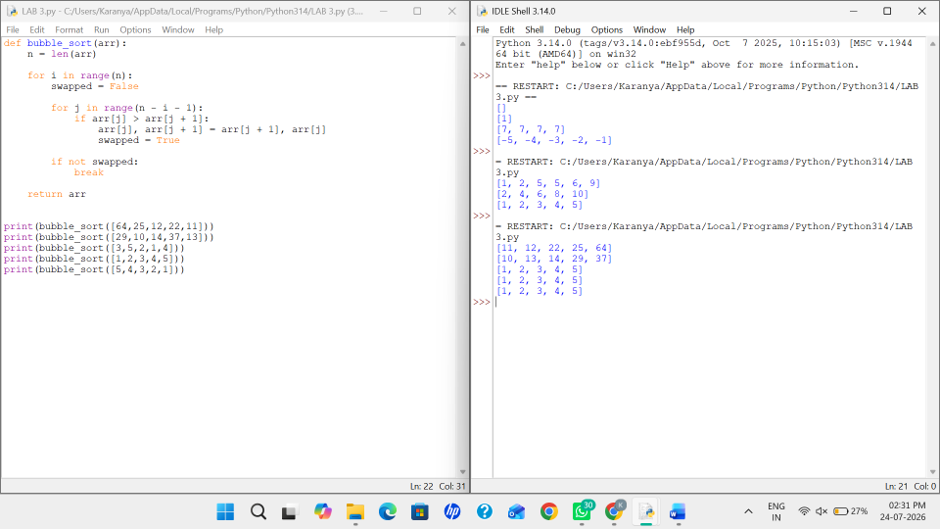 LAB 3.py - C:/Users/Karanya/AppData/Local/Programs/Python/Python314/LAB 3.py (3....
File Edit Format Run Options Window Help
def bubble_sort(arr):
    n = len(arr)

    for i in range(n):
        swapped = False

        for j in range(n - i - 1):
            if arr[j] > arr[j + 1]:
                arr[j], arr[j + 1] = arr[j + 1], arr[j]
                swapped = True

        if not swapped:
            break

    return arr


print(bubble_sort([64,25,12,22,11]))
print(bubble_sort([29,10,14,37,13]))
print(bubble_sort([3,5,2,1,4]))
print(bubble_sort([1,2,3,4,5]))
print(bubble_sort([5,4,3,2,1]))
Ln: 22 Col: 31
IDLE Shell 3.14.0
File Edit Shell Debug Options Window Help
Python 3.14.0 (tags/v3.14.0:ebf955d, Oct  7 2025, 10:15:03) [MSC v.1944
64 bit (AMD64)] on win32
Enter "help" below or click "Help" above for more information.
>>>
== RESTART: C:/Users/Karanya/AppData/Local/Programs/Python/Python314/LAB
3.py ==
[]
[1]
[7, 7, 7, 7]
[-5, -4, -3, -2, -1]
>>>
= RESTART: C:/Users/Karanya/AppData/Local/Programs/Python/Python314/LAB
3.py
[1, 2, 5, 5, 6, 9]
[2, 4, 6, 8, 10]
[1, 2, 3, 4, 5]
>>>
= RESTART: C:/Users/Karanya/AppData/Local/Programs/Python/Python314/LAB
3.py
[11, 12, 22, 25, 64]
[10, 13, 14, 29, 37]
[1, 2, 3, 4, 5]
[1, 2, 3, 4, 5]
[1, 2, 3, 4, 5]
>>>
Ln: 21 Col: 0
hp
30
K
ENG
IN
27%
02:31 PM
24-07-2026